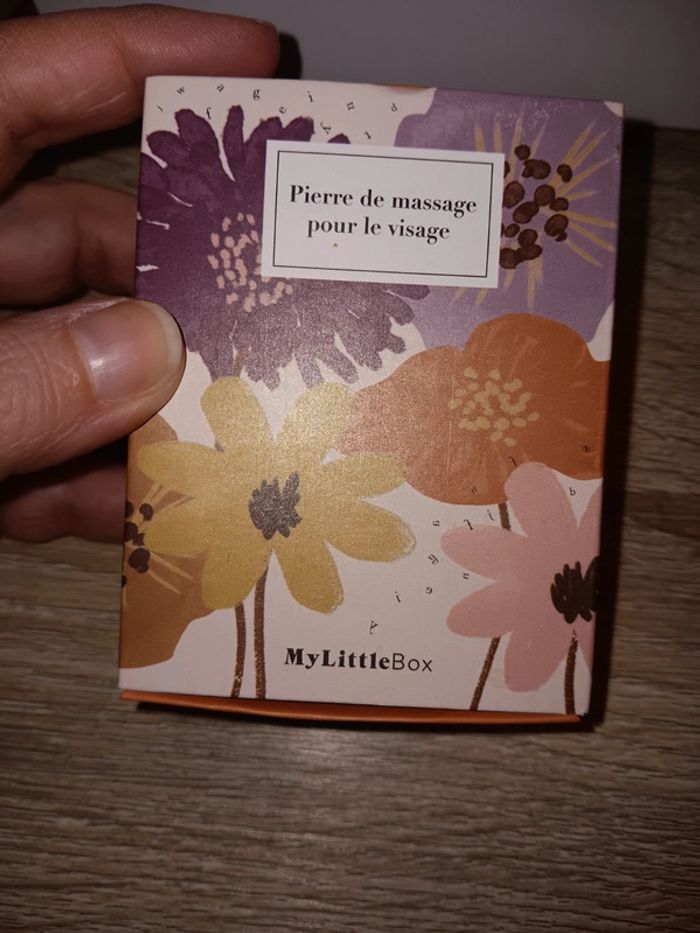 Pierre de massage
pour le visage
MyLittleBox